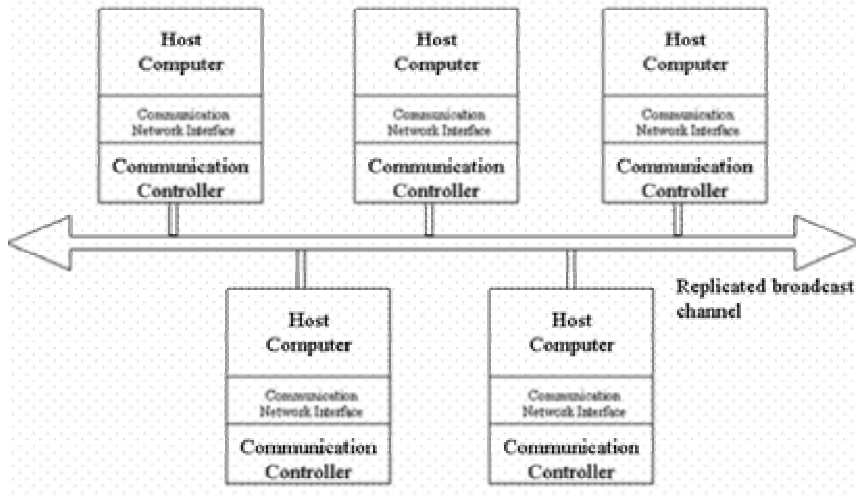 Host
Computer
Communication
Network Interface
Communication
Controller
Host
Computer
Communication
Network Interface
Communication
Controller
Host
Computer
Communication
Network Interface
Communication
Controller
Replicated broadcast
channel
Host
Computer
Communication
Network Interface
Communication
Controller
Host
Computer
Communication
Network Interface
Communication
Controller